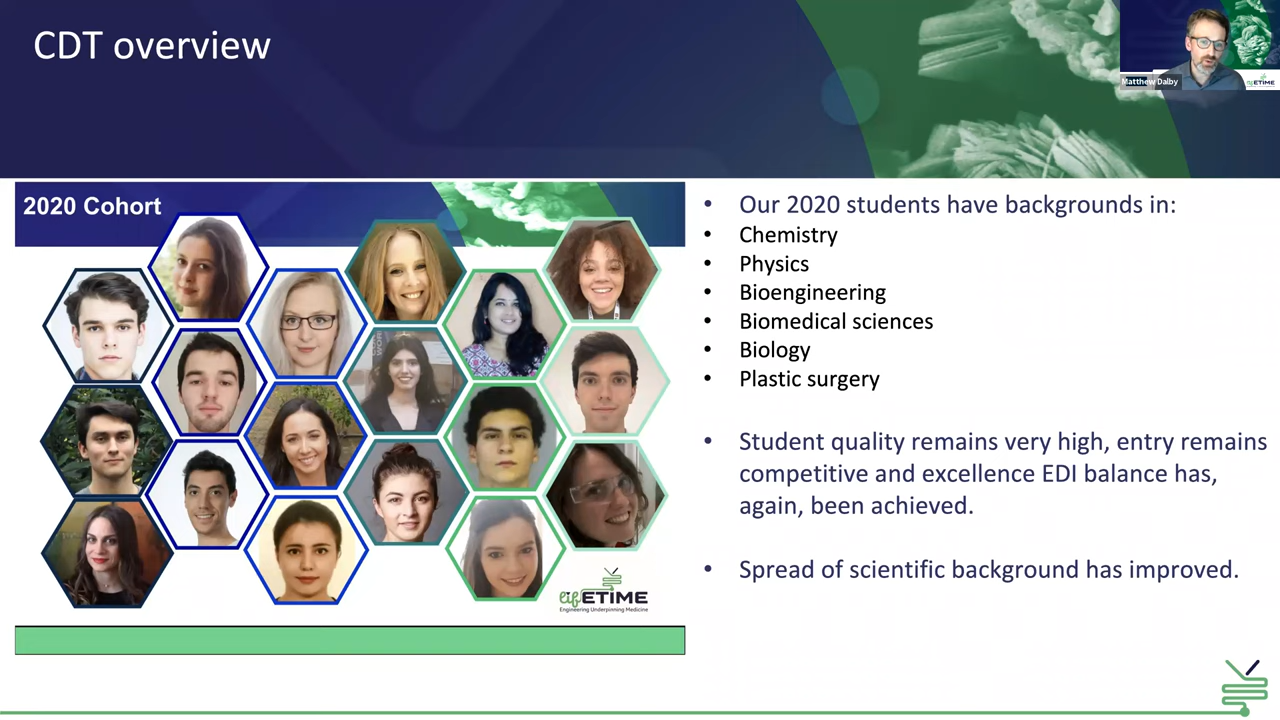 CDT overview
Matthew Dalby
lifETIME
2020 Cohort
• Our 2020 students have backgrounds in:
• Chemistry
• Physics
• Bioengineering
• Biomedical sciences
• Biology
• Plastic surgery
• Student quality remains very high, entry remains
competitive and excellence EDI balance has,
again, been achieved.
• Spread of scientific background has improved.
lifETIME
Engineering Underpinning Medicine